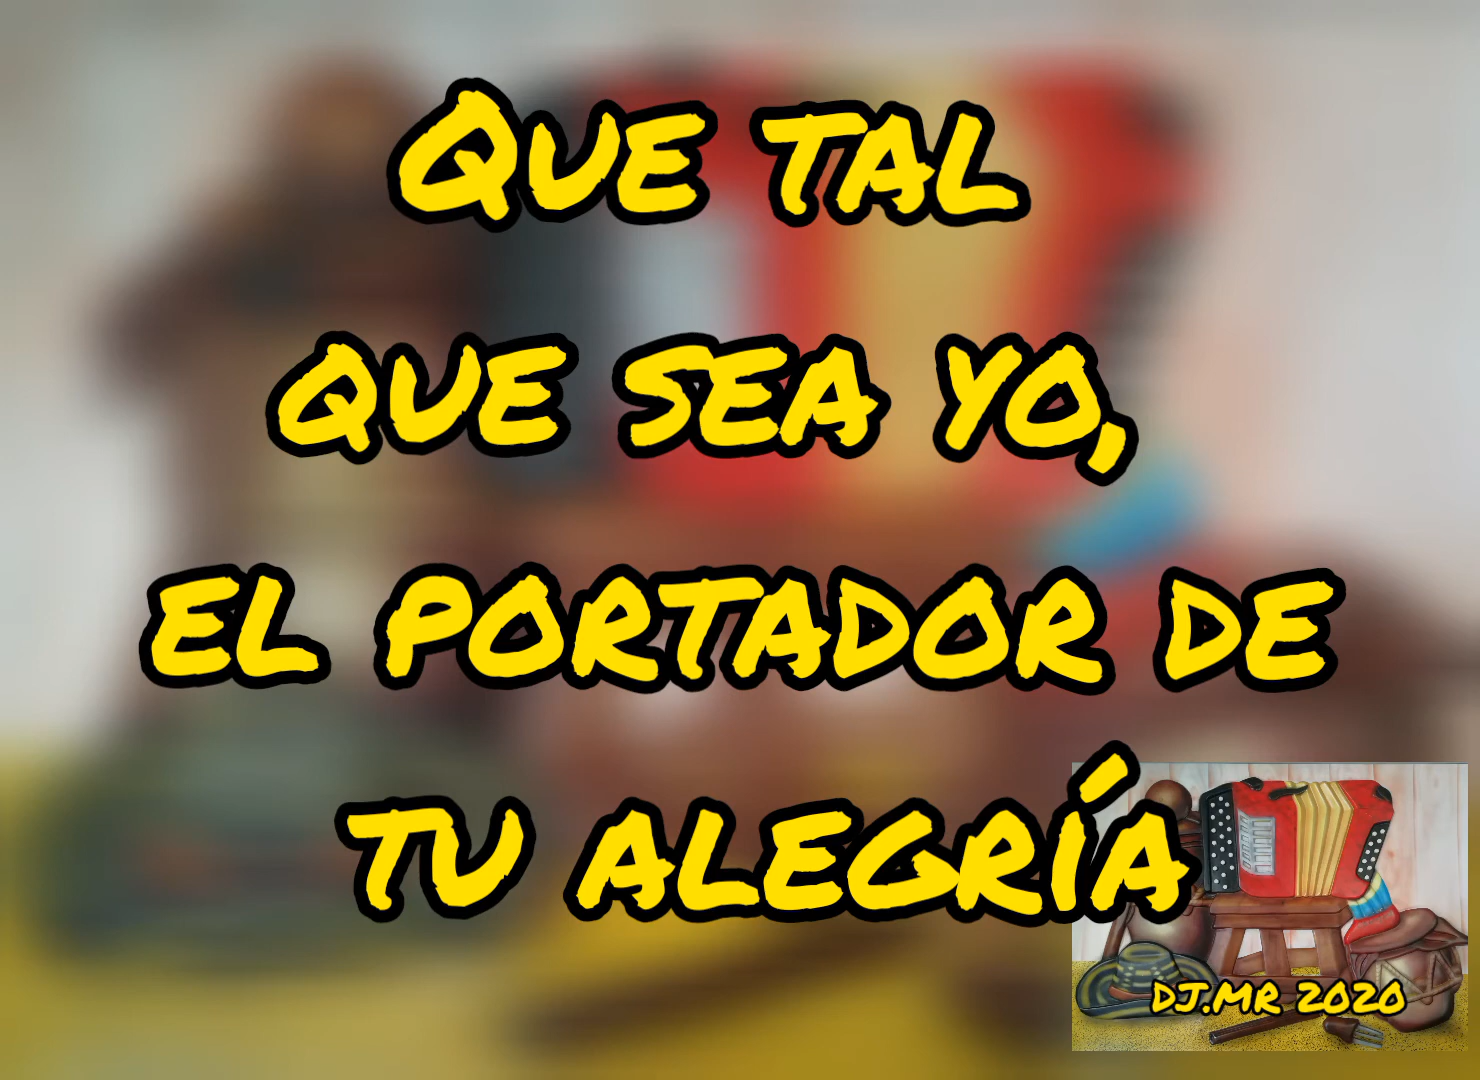 Que tal
que sea yo,
el portador de
tu alegría
DJ.MR 2020